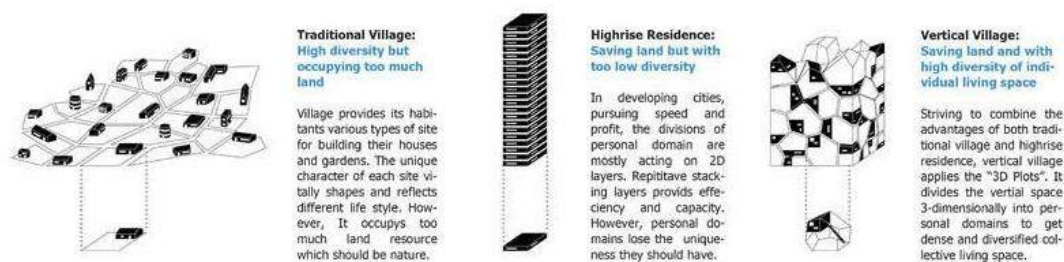 Traditional Village:
High diversity but
occupying too much
land
Village provides its habi-
tants various types of site
for building their houses
and gardens. The unique
character of each site vi-
tally shapes and reflects
different life style. How-
ever, It occupys too
much land resource
which should be nature.
Highrise Residence:
Saving land but with
too low diversity
In developing cities,
pursuing speed and
profit, the divisions of
personal domain are
mostly acting on 2D
layers. Repititave stack-
ing layers provids effe-
ciency and capacity.
However, personal do-
mains lose the unique-
ness they should have.
Vertical Village:
Saving land and with
high diversity of indi-
vidual living space
Striving to combine the
advantages of both tradi-
tional village and highrise
residence, vertical village
applies the "3D Plots". It
divides the vertial space
3-dimensionally into per-
sonal domains to get
dense and diversified col-
lective living space.